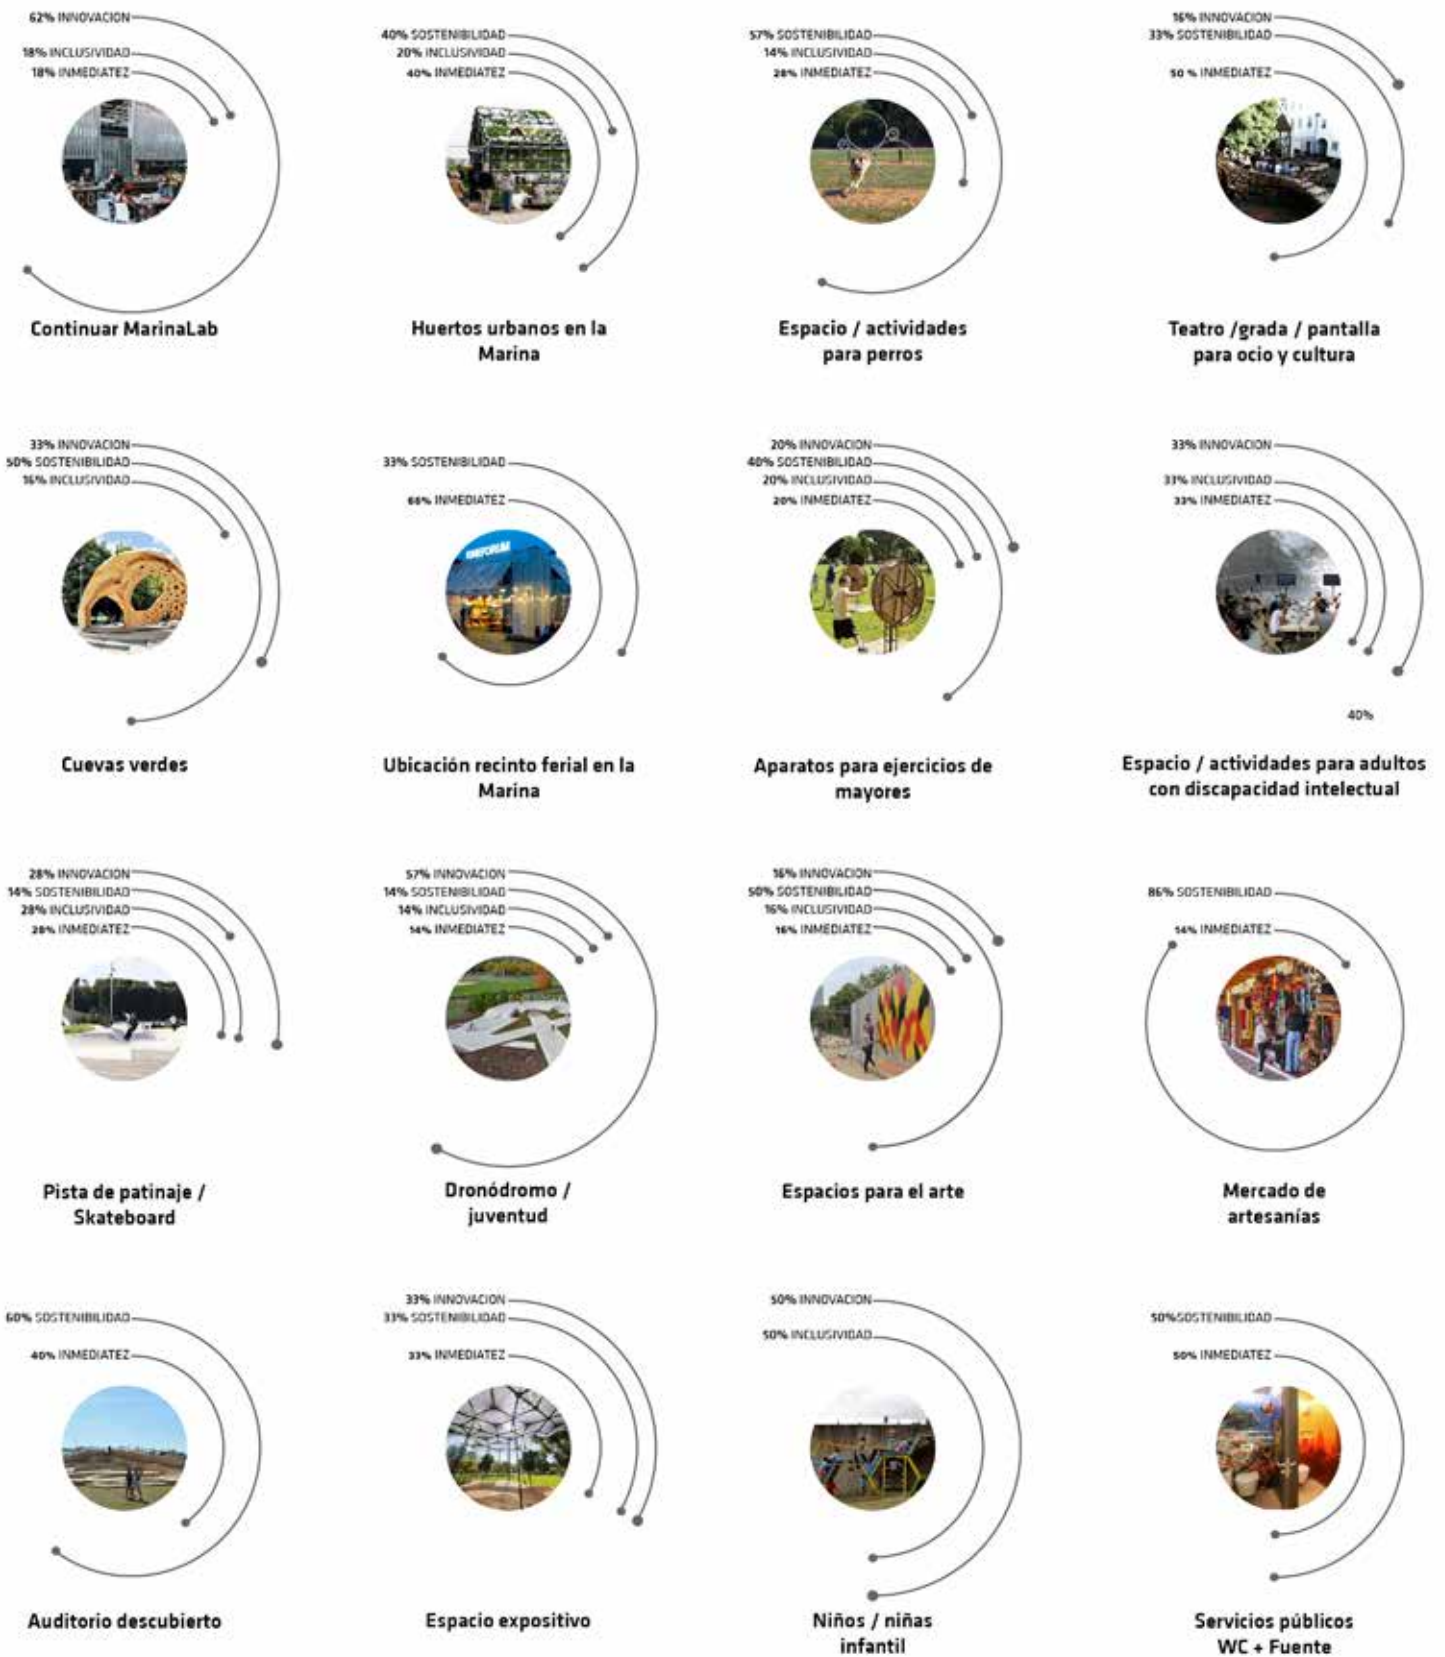 62% INNOVACION
18% INCLUSIVIDAD
18% INMEDIATEZ
Continuar MarinaLab
40% SOSTENIBILIDAD
20% INCLUSIVIDAD
40% INMEDIATEZ
Huertos urbanos en la
Marina
57% SOSTENIBILIDAD
14% INCLUSIVIDAD
28% INMEDIATEZ
Espacio / actividades
para perros
16% INNOVACION
33% SOSTENIBILIDAD
50 % INMEDIATEZ
Teatro /grada / pantalla
para ocio y cultura
33% INNOVACION
50% SOSTENIBILIDAD
16% INCLUSIVIDAD
Cuevas verdes
33% SOSTENIBILIDAD
66% INMEDIATEZ
Ubicación recinto ferial en la
Marina
20% INNOVACION
40% SOSTENIBILIDAD
20% INCLUSIVIDAD
20% INMEDIATEZ
Aparatos para ejercicios de
mayores
33% INNOVACION
33% INCLUSIVIDAD
33% INMEDIATEZ
40%
Espacio / actividades para adultos
con discapacidad intelectual
28% INNOVACION
14% SOSTENIBILIDAD
28% INCLUSIVIDAD
28% INMEDIATEZ
Pista de patinaje /
Skateboard
57% INNOVACION
14% SOSTENIBILIDAD
14% INCLUSIVIDAD
14% INMEDIATEZ
Dronódromo /
juventud
16% INNOVACION
50% SOSTENIBILIDAD
16% INCLUSIVIDAD
16% INMEDIATEZ
Espacios para el arte
86% SOSTENIBILIDAD
14% INMEDIATEZ
Mercado de
artesanías
60% SOSTENIBILIDAD
40% INMEDIATEZ
Auditorio descubierto
33% INNOVACION
33% SOSTENIBILIDAD
33% INMEDIATEZ
Espacio expositivo
50% INNOVACION
50% INCLUSIVIDAD
Niños / niñas
infantil
50%SOSTENIBILIDAD
50% INMEDIATEZ
Servicios públicos
WC + Fuente